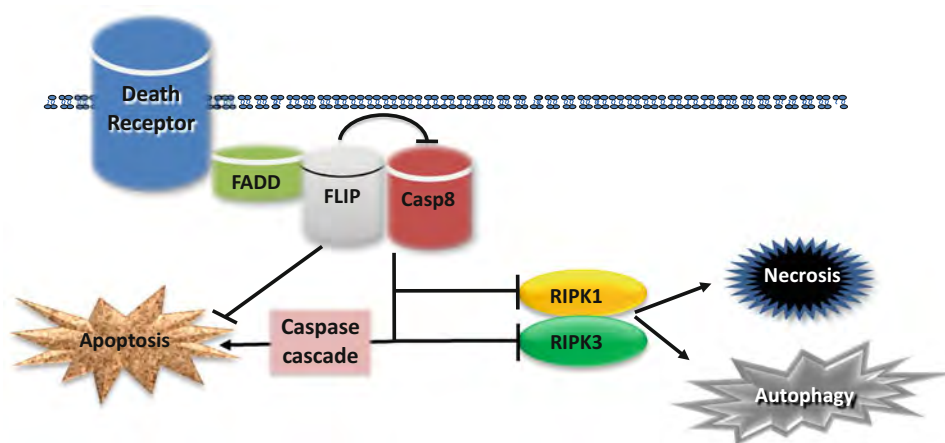 Death
Receptor
FADD
FLIP
Casp8
Necrosis
RIPK1
Caspase
cascade
Apoptosis
RIPK3
Autophagy